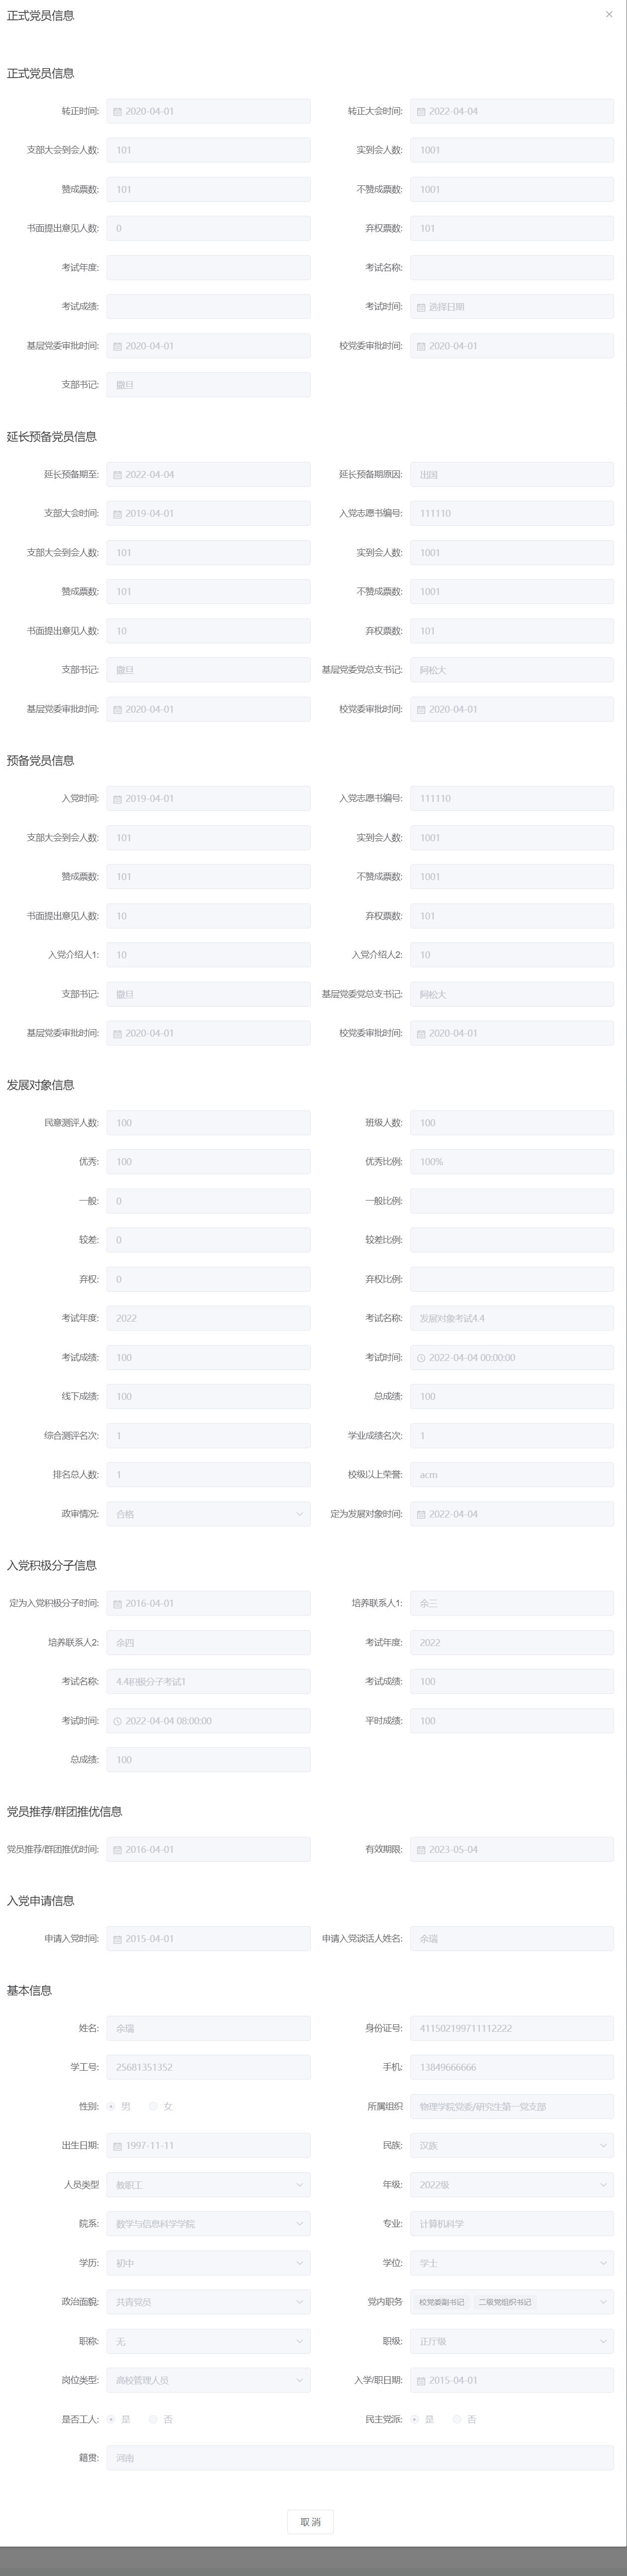 正式党员信息
正式党员信息
转正时间: 2020-04-01 转正大会时间: 2022-04-04
支部大会到会人数: 101 实到会人数: 1001
赞成票数: 101 不赞成票数: 1001
书面提出意见人数: 0 弃权票数: 101
考试年度: 考试名称:
考试成绩: 考试时间: 选择日期
基层党委审批时间: 2020-04-01 校党委审批时间: 2020-04-01
支部书记: 撒旦
延长预备党员信息
延长预备期至: 2022-04-04 延长预备期原因: 出国
支部大会时间: 2019-04-01 入党志愿书编号: 111110
支部大会到会人数: 101 实到会人数: 1001
赞成票数: 101 不赞成票数: 1001
书面提出意见人数: 10 弃权票数: 101
支部书记: 撒旦 基层党委党总支书记: 阿松大
基层党委审批时间: 2020-04-01 校党委审批时间: 2020-04-01
预备党员信息
入党时间: 2019-04-01 入党志愿书编号: 111110
支部大会到会人数: 101 实到会人数: 1001
赞成票数: 101 不赞成票数: 1001
书面提出意见人数: 10 弃权票数: 101
入党介绍人1: 10 入党介绍人2: 10
支部书记: 撒旦 基层党委党总支书记: 阿松大
基层党委审批时间: 2020-04-01 校党委审批时间: 2020-04-01
发展对象信息
民意测评人数: 100 班级人数: 100
优秀: 100 优秀比例: 100%
一般: 0 一般比例:
较差: 0 较差比例:
弃权: 0 弃权比例:
考试年度: 2022 考试名称: 发展对象考试4.4
考试成绩: 100 考试时间: 2022-04-04 00:00:00
线下成绩: 100 总成绩: 100
综合测评名次: 1 学业成绩名次: 1
排名总人数: 1 校级以上荣誉: acm
政审情况: 合格 定为发展对象时间: 2022-04-04
入党积极分子信息
定为入党积极分子时间: 2016-04-01 培养联系人1: 余三
培养联系人2: 余四 考试年度: 2022
考试名称: 4.4积极分子考试1 考试成绩: 100
考试时间: 2022-04-04 08:00:00 平时成绩: 100
总成绩: 100
党员推荐/群团推优信息
党员推荐/群团推优时间: 2016-04-01 有效期限: 2023-05-04
入党申请信息
申请入党时间: 2015-04-01 申请入党谈话人姓名: 余瑞
基本信息
姓名: 余瑞 身份证号: 411502199711112222
学工号: 25681351352 手机: 13849666666
性别: 男 女 所属组织 物理学院党委/研究生第一党支部
出生日期: 1997-11-11 民族: 汉族
人员类型 教职工 年级: 2022级
院系: 数学与信息科学学院 专业: 计算机科学
学历: 初中 学位: 学士
政治面貌: 共青党员 党内职务 校党委副书记 二级党组织书记
职称: 无 职级: 正厅级
岗位类型: 高校管理人员 入学/职日期: 2015-04-01
是否工人: 是 否 民主党派: 是 否
籍贯: 河南
取消